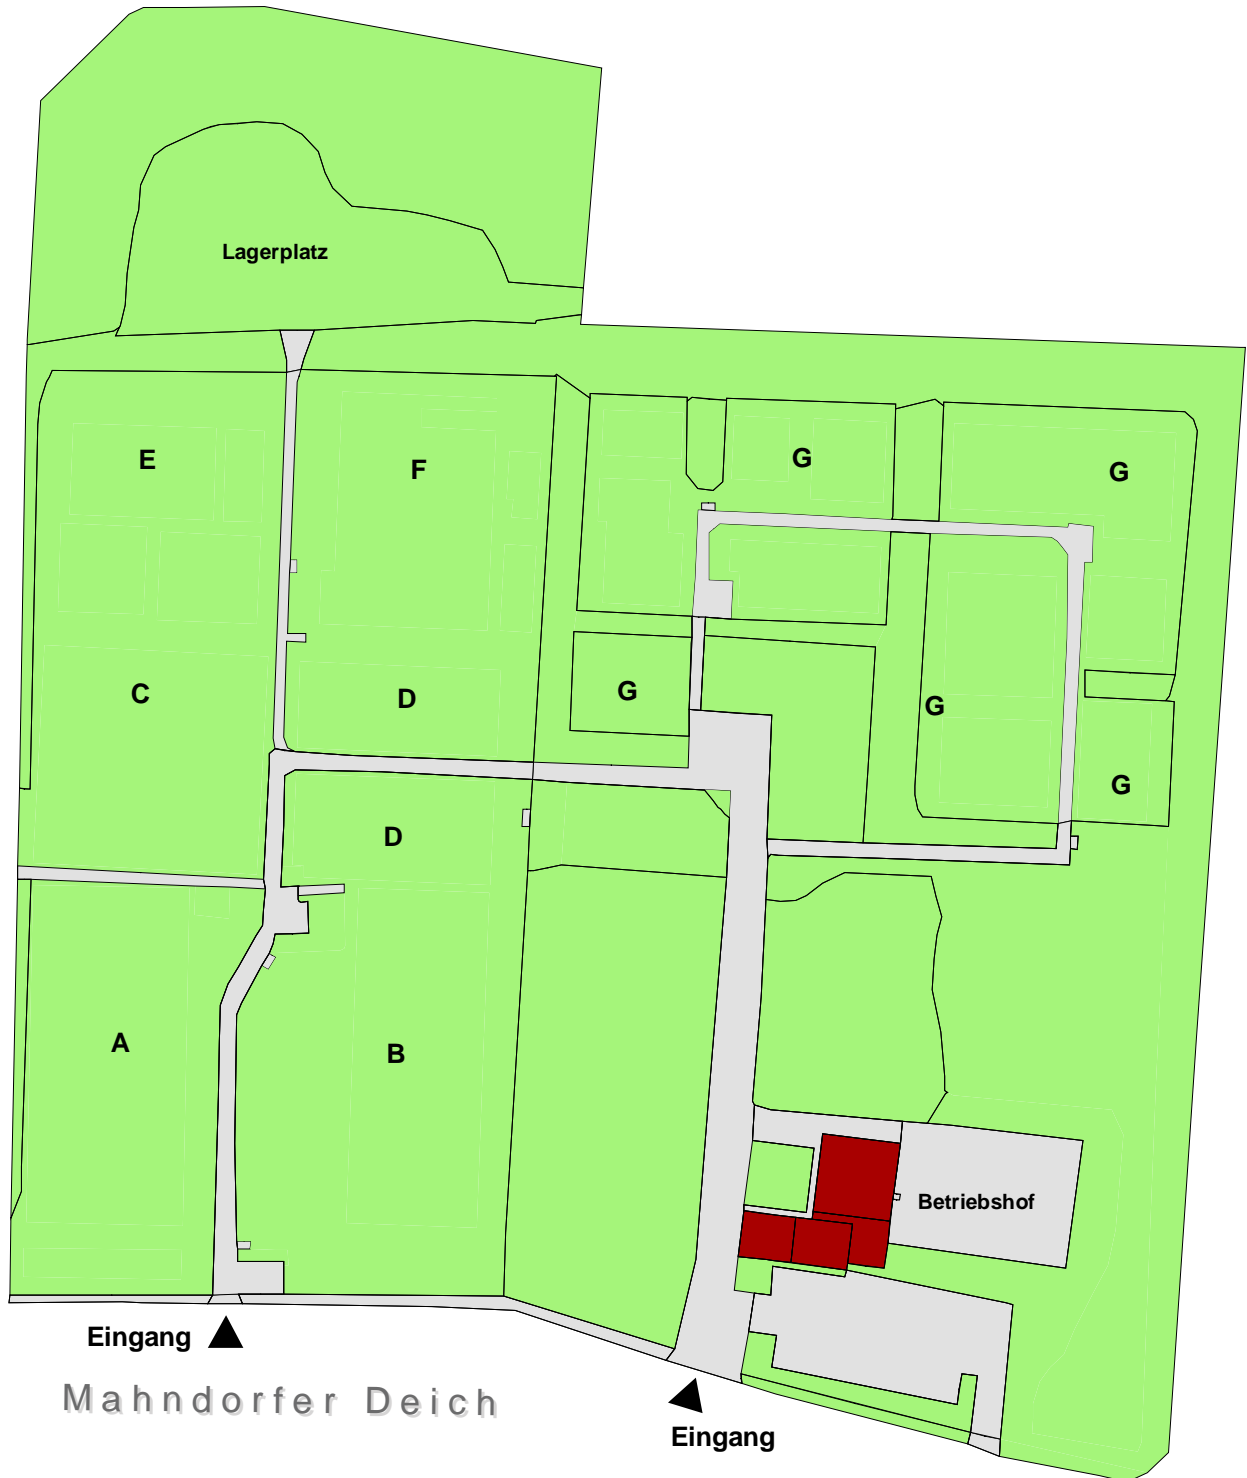 Lagerplatz
E
F
G
G
C
D
G
G
G
D
A
B
Betriebshof
Eingang
Mahndorfer Deich
Eingang